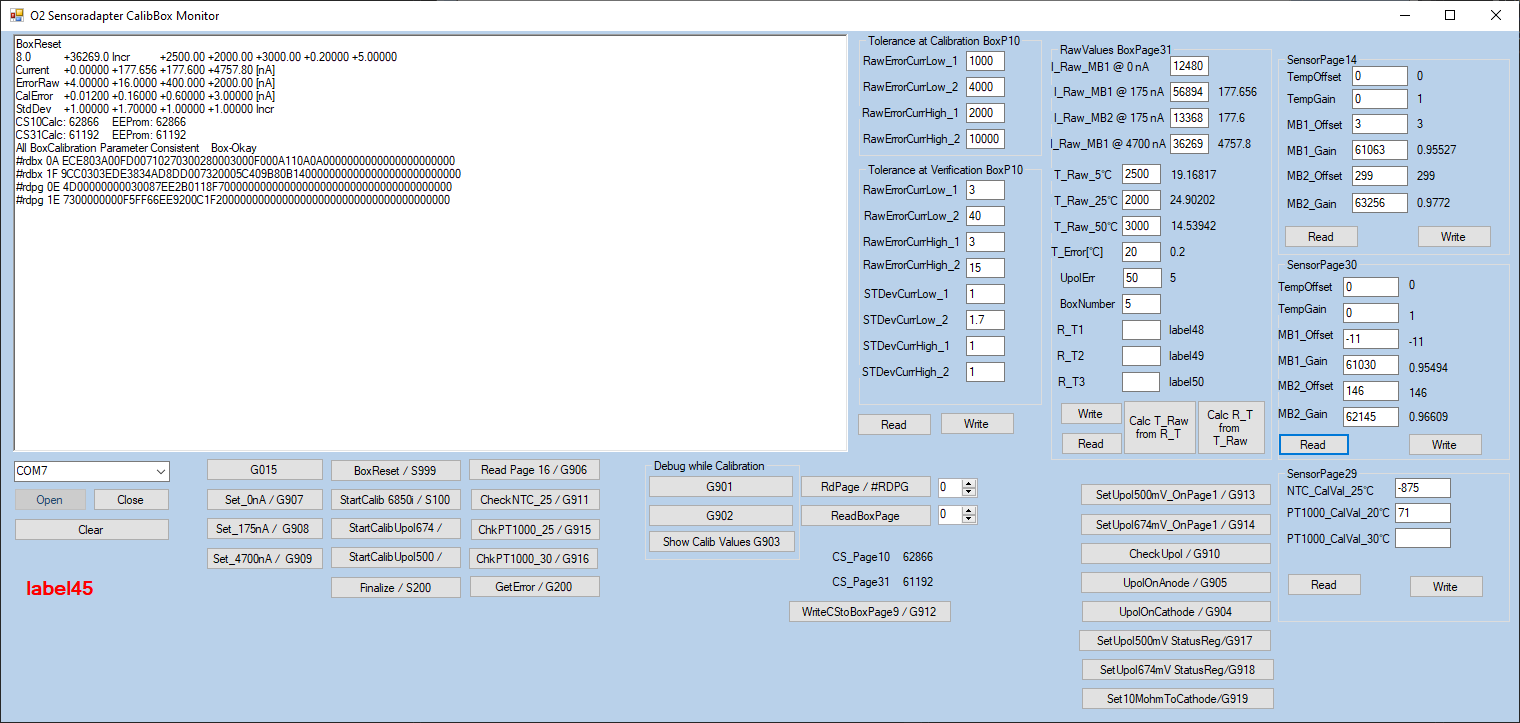 O2 Sensoradapter CalibBox Monitor
BoxReset
8.0 +36269.0 Incr +2500.00 +2000.00 +3000.00 +0.20000 +5.00000
Current +0.00000 +177.656 +177.600 +4757.80 [nA]
ErrorRaw +4.00000 +16.0000 +400.000 +2000.00 [nA]
CalError +0.01200 +0.16000 +0.60000 +3.00000 [nA]
StdDev +1.00000 +1.70000 +1.00000 +1.00000 Incr
CS10Calc: 62866 EEProm: 62866
CS31Calc: 61192 EEProm: 61192
All BoxCalibration Parameter Consistent Box-Okay
#rdbx 0A ECE803A00FD0071027030028000300​0F000A110A0A0000000000000000000000
#rdbx 1F 9CC0303EDE3834AD8DD007320005C409B80B140000000000000000000000000
#rdpg 0E 4D00000000030087EE2B0118F70000000000000000000000000000000000000
#rdpg 1E 7300000000F5FF66EE9200C1F20000000000000000000000000000000000000
Tolerance at Calibration BoxP10
RawErrorCurrLow_1 1000
RawErrorCurrLow_2 4000
RawErrorCurrHigh_1 2000
RawErrorCurrHigh_2 10000
Tolerance at Verification BoxP10
RawErrorCurrLow_1 3
RawErrorCurrLow_2 40
RawErrorCurrHigh_1 3
RawErrorCurrHigh_2 15
STDevCurrLow_1 1
STDevCurrLow_2 1.7
STDevCurrHigh_1 1
STDevCurrHigh_2 1
Read Write
RawValues BoxPage31
I_Raw_MB1 @ 0 nA 12480
I_Raw_MB1 @ 175 nA 56894 177.656
I_Raw_MB2 @ 175 nA 13368 177.6
I_Raw_MB1 @ 4700 nA 36269 4757.8
T_Raw_5℃ 2500 19.16817
T_Raw_25℃ 2000 24.90202
T_Raw_50℃ 3000 14.53942
T_Error[℃] 20 0.2
UpolErr 50 5
BoxNumber 5
R_T1 label48
R_T2 label49
R_T3 label50
Write
Read
Calc T_Raw
from R_T
Calc R_T
from
T_Raw
SensorPage14
TempOffset 0 0
TempGain 0 1
MB1_Offset 3 3
MB1_Gain 61063 0.95527
MB2_Offset 299 299
MB2_Gain 63256 0.9772
Read Write
SensorPage30
TempOffset 0 0
TempGain 0 1
MB1_Offset -11 -11
MB1_Gain 61030 0.95494
MB2_Offset 146 146
MB2_Gain 62145 0.96609
Read Write
SensorPage29
NTC_CalVal_25℃ -875
PT1000_CalVal_20℃ 71
PT1000_CalVal_30℃
Read Write
COM7
Open Close
Clear
label45
G015
Set_0nA / G907
Set_175nA / G908
Set_4700nA / G909
BoxReset / S999
StartCalib 6850i / S100
StartCalibUpol674 /
StartCalibUpol500 /
Finalize / S200
Read Page 16 / G906
CheckNTC_25 / G911
ChkPT1000_25 / G915
ChkPT1000_30 / G916
GetError / G200
Debug while Calibration
G901
G902
Show Calib Values G903
RdPage / #RDPG 0
ReadBoxPage 0
CS_Page10 62866
CS_Page31 61192
WriteCStoBoxPage9 / G912
SetUpol500mV_OnPage1 / G913
SetUpol674mV_OnPage1 / G914
CheckUpol / G910
UpolOnAnode / G905
UpolOnCathode / G904
SetUpol500mV StatusReg/G917
SetUpol674mV StatusReg/G918
Set10MohmToCathode/G919